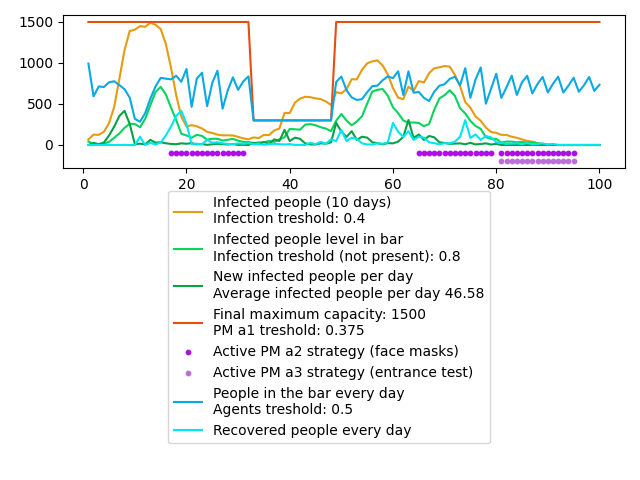 1500
1000
500
0
0 20 40 60 80 100
Infected people (10 days)
Infection treshold: 0.4
Infected people level in bar
Infection treshold (not present): 0.8
New infected people per day
Average infected people per day 46.58
Final maximum capacity: 1500
PM a1 treshold: 0.375
Active PM a2 strategy (face masks)
Active PM a3 strategy (entrance test)
People in the bar every day
Agents treshold: 0.5
Recovered people every day